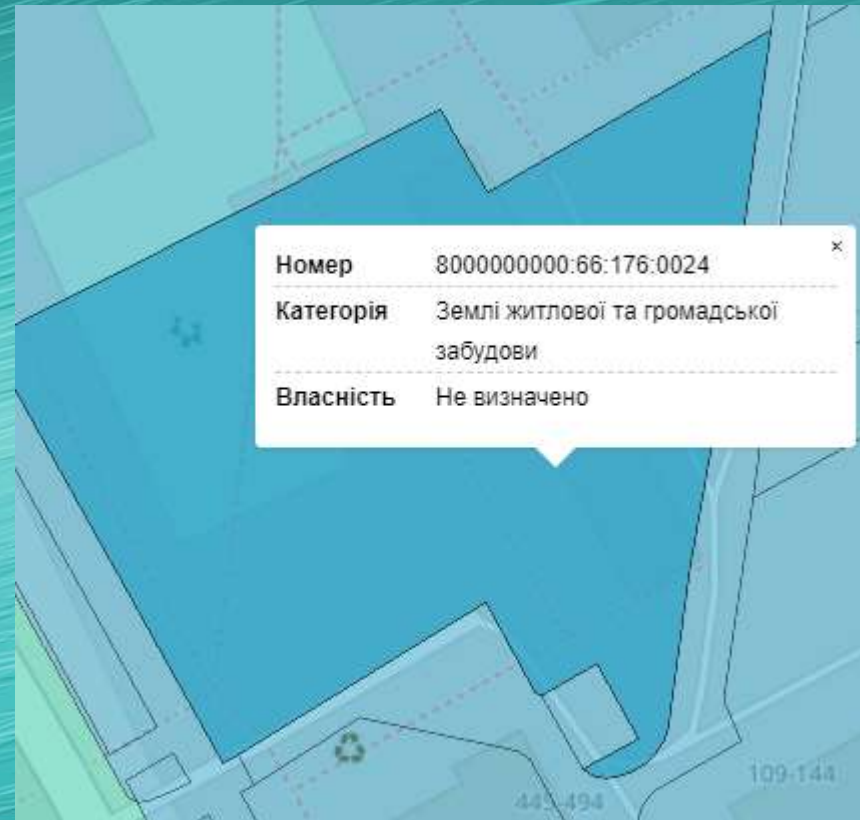 Номер 8000000000:66:176:0024
Категорія Землі житлової та громадської
забудови
Власність Не визначено
×
109-144
445-494